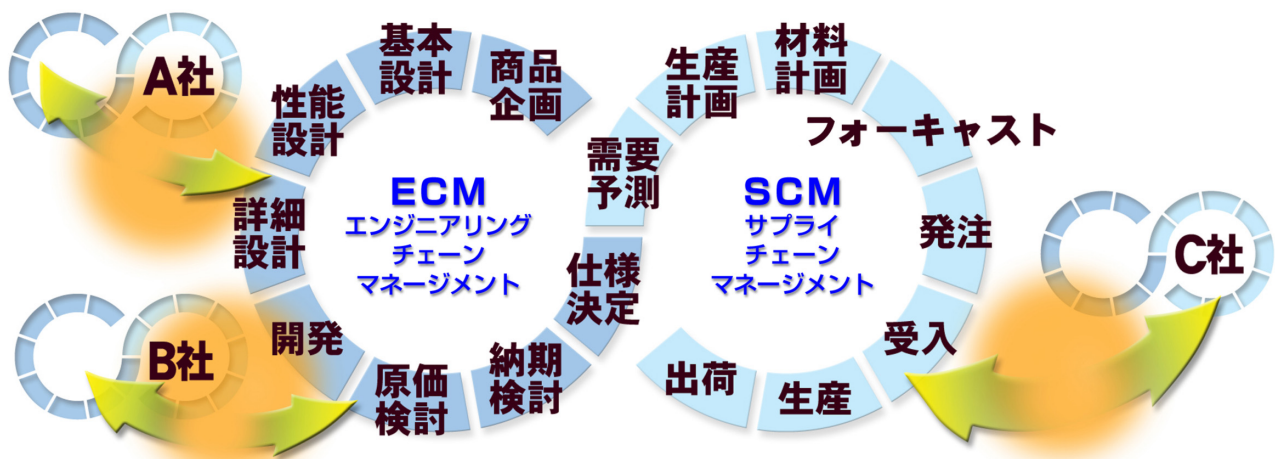 A社
B社
商品
企画
基本
設計
性能
設計
詳細
設計
開発
原価
検討
納期
検討
仕様
決定
ECM
エンジニアリング
チェーン
マネージメント
需要
予測
生産
計画
材料
計画
フォーキャスト
発注
受入
生産
出荷
SCM
サプライ
チェーン
マネージメント
C社